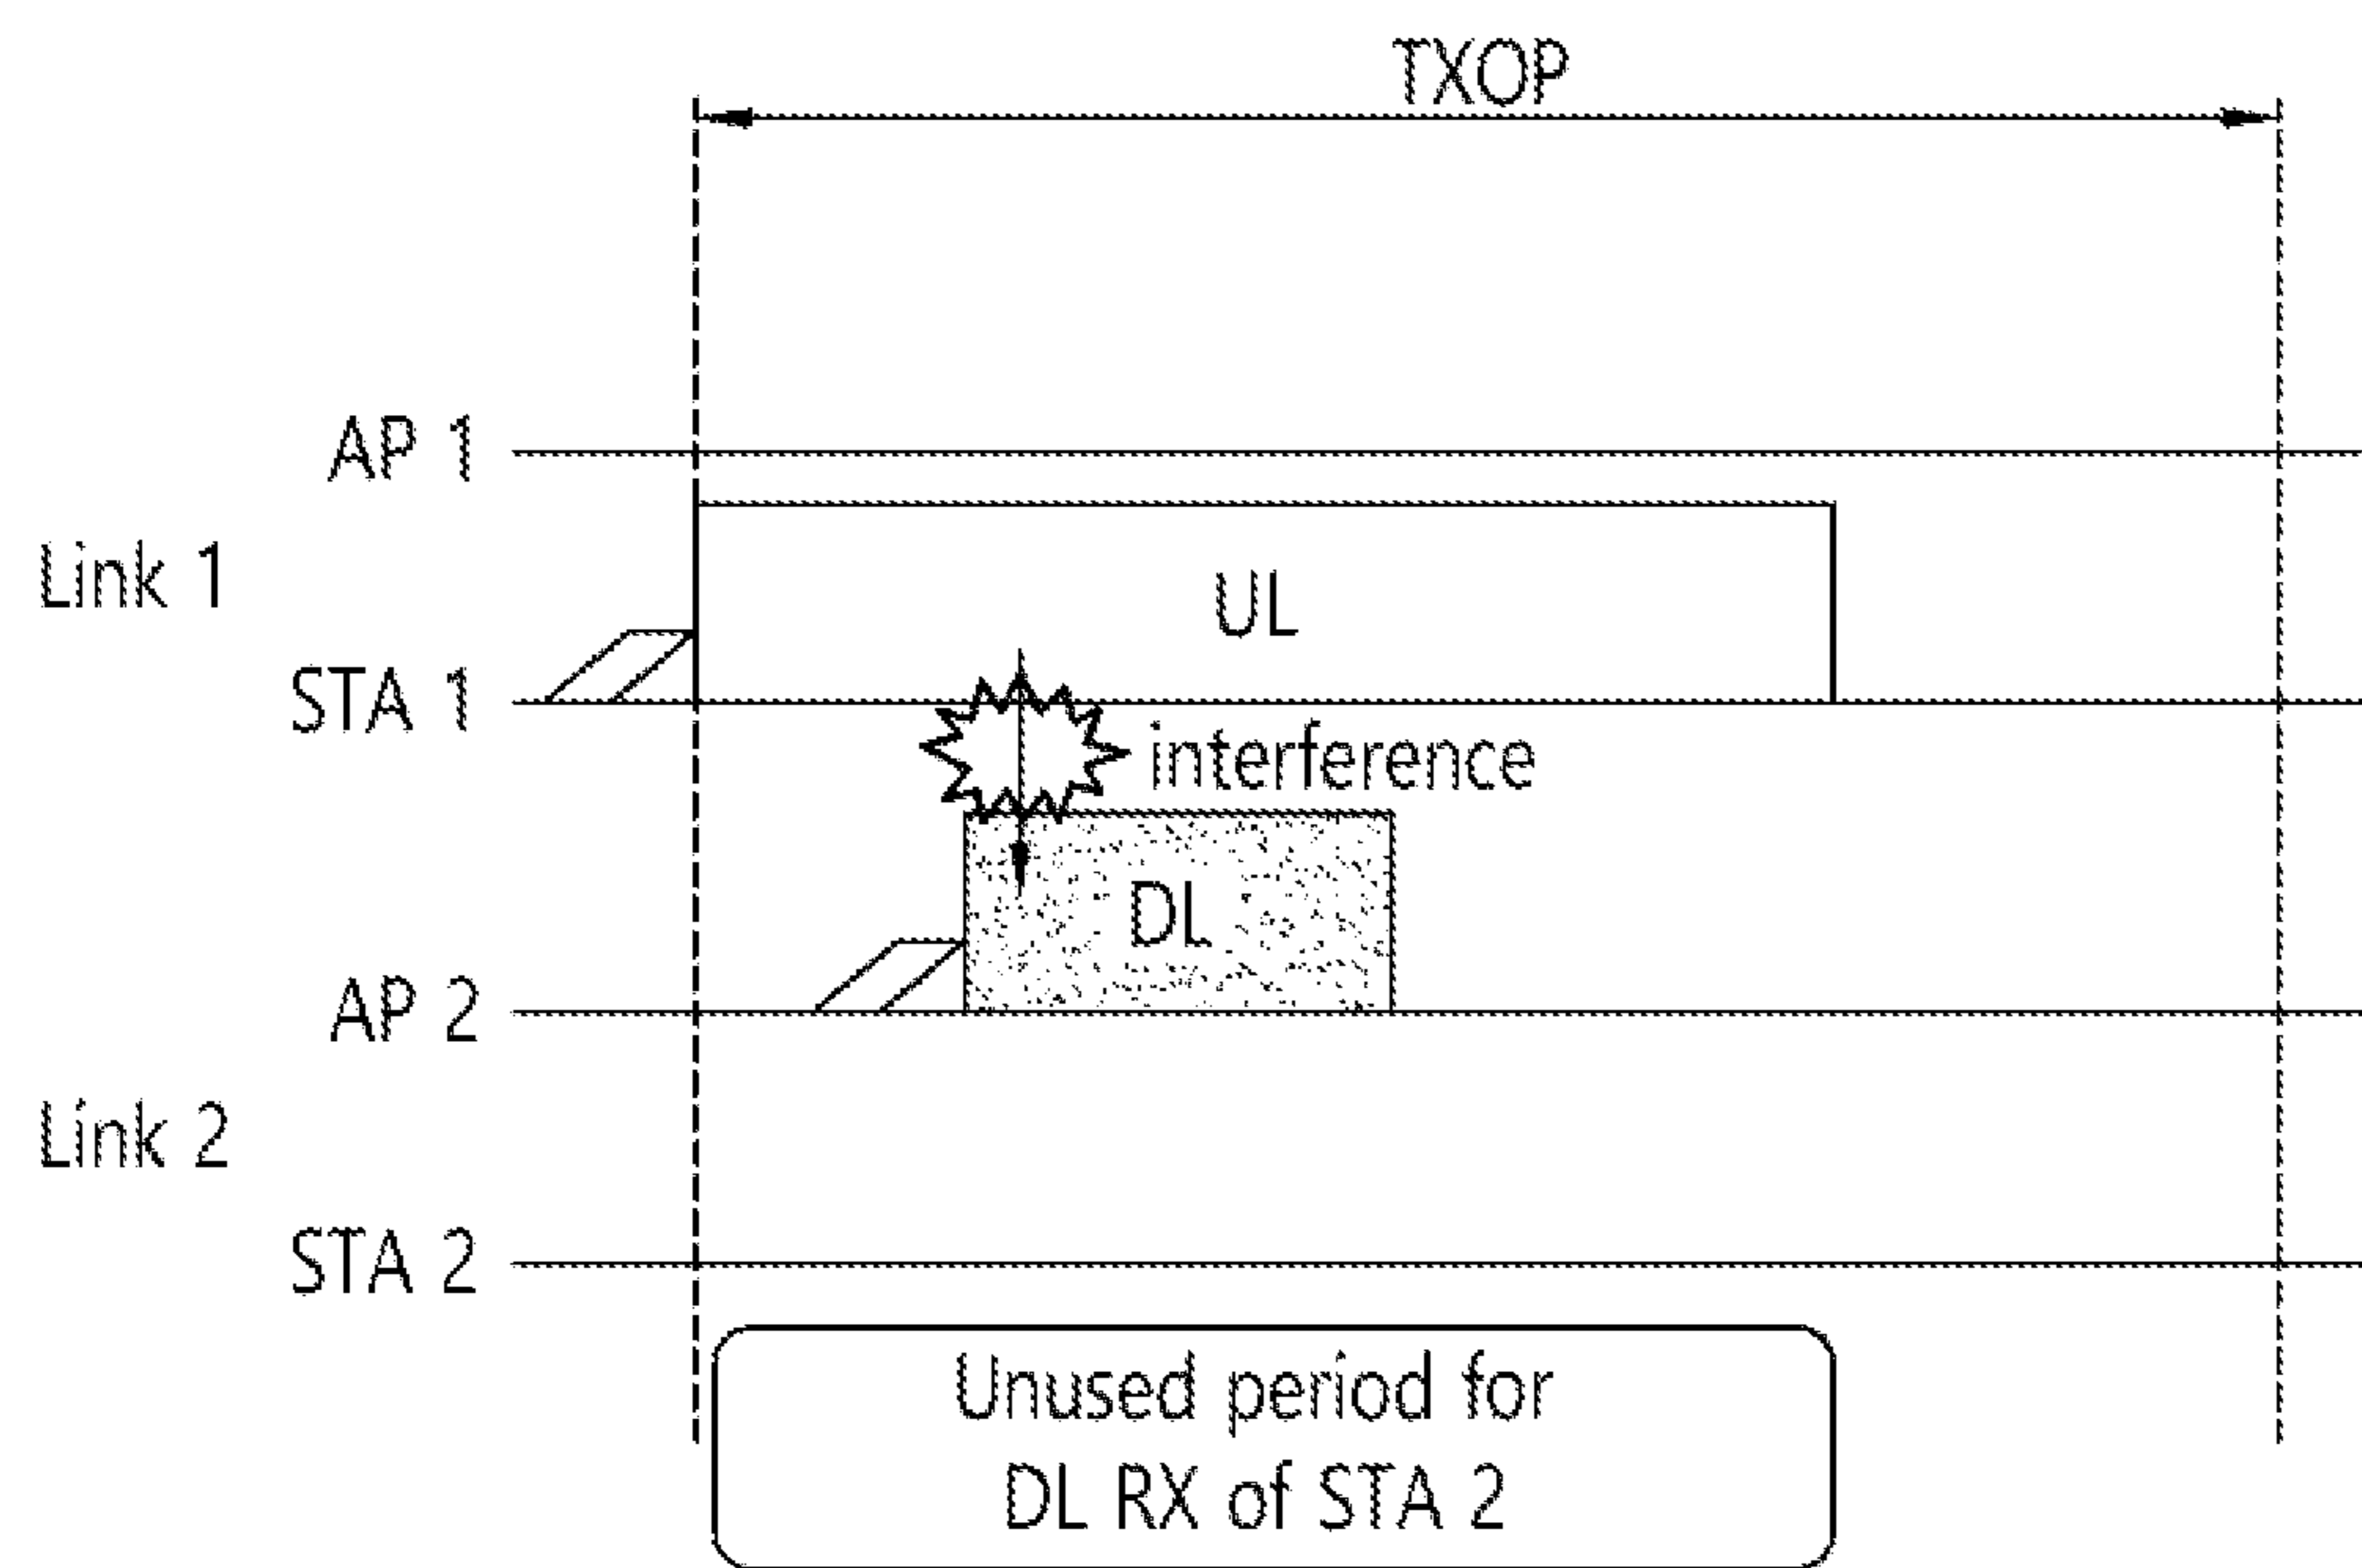 TXOP
AP 1
Link 1
UL
STA 1
interference
DL
AP 2
Link 2
STA 2
Unused period for
DL RX of STA 2